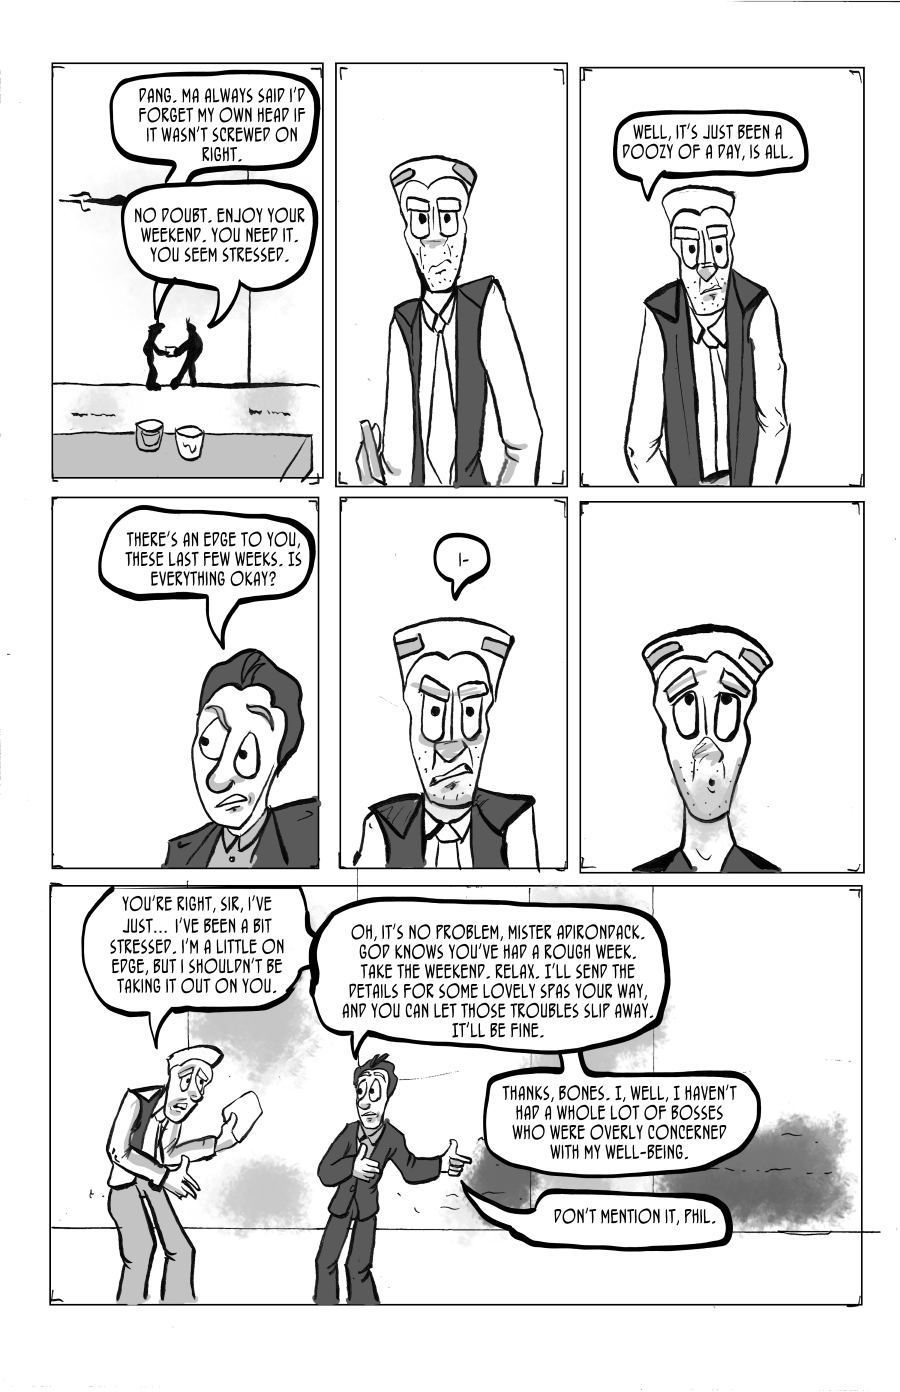 DANG. MA ALWAYS SAID I'D
FORGET MY OWN HEAD IF
IT WASN'T SCREWED ON
RIGHT.
NO DOUBT. ENJOY YOUR
WEEKEND. YOU NEED IT.
YOU SEEM STRESSED.
WELL, IT'S JUST BEEN A
DOOZY OF A DAY, IS ALL.
THERE'S AN EDGE TO YOU,
THESE LAST FEW WEEKS. IS
EVERYTHING OKAY?
I-
YOU'RE RIGHT, SIR, I'VE
JUST... I'VE BEEN A BIT
STRESSED. I'M A LITTLE ON
EDGE, BUT I SHOULDN'T BE
TAKING IT OUT ON YOU.
OH, IT'S NO PROBLEM, MISTER ADIRONDACK.
GOD KNOWS YOU'VE HAD A ROUGH WEEK.
TAKE THE WEEKEND. RELAX. I'LL SEND THE
DETAILS FOR SOME LOVELY SPAS YOUR WAY,
AND YOU CAN LET THOSE TROUBLES SLIP AWAY.
IT'LL BE FINE.
THANKS, BONES. I, WELL, I HAVEN'T
HAD A WHOLE LOT OF BOSSES
WHO WERE OVERLY CONCERNED
WITH MY WELL-BEING.
DON'T MENTION IT, PHIL.